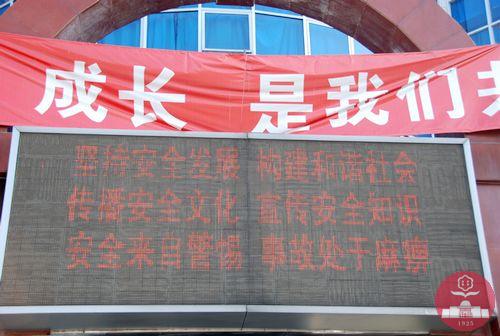 成长 是我们共
坚持安全发展 构建和谐社会
传播安全文化 宣传安全知识
安全来自警惕 事故处于麻痹
1925